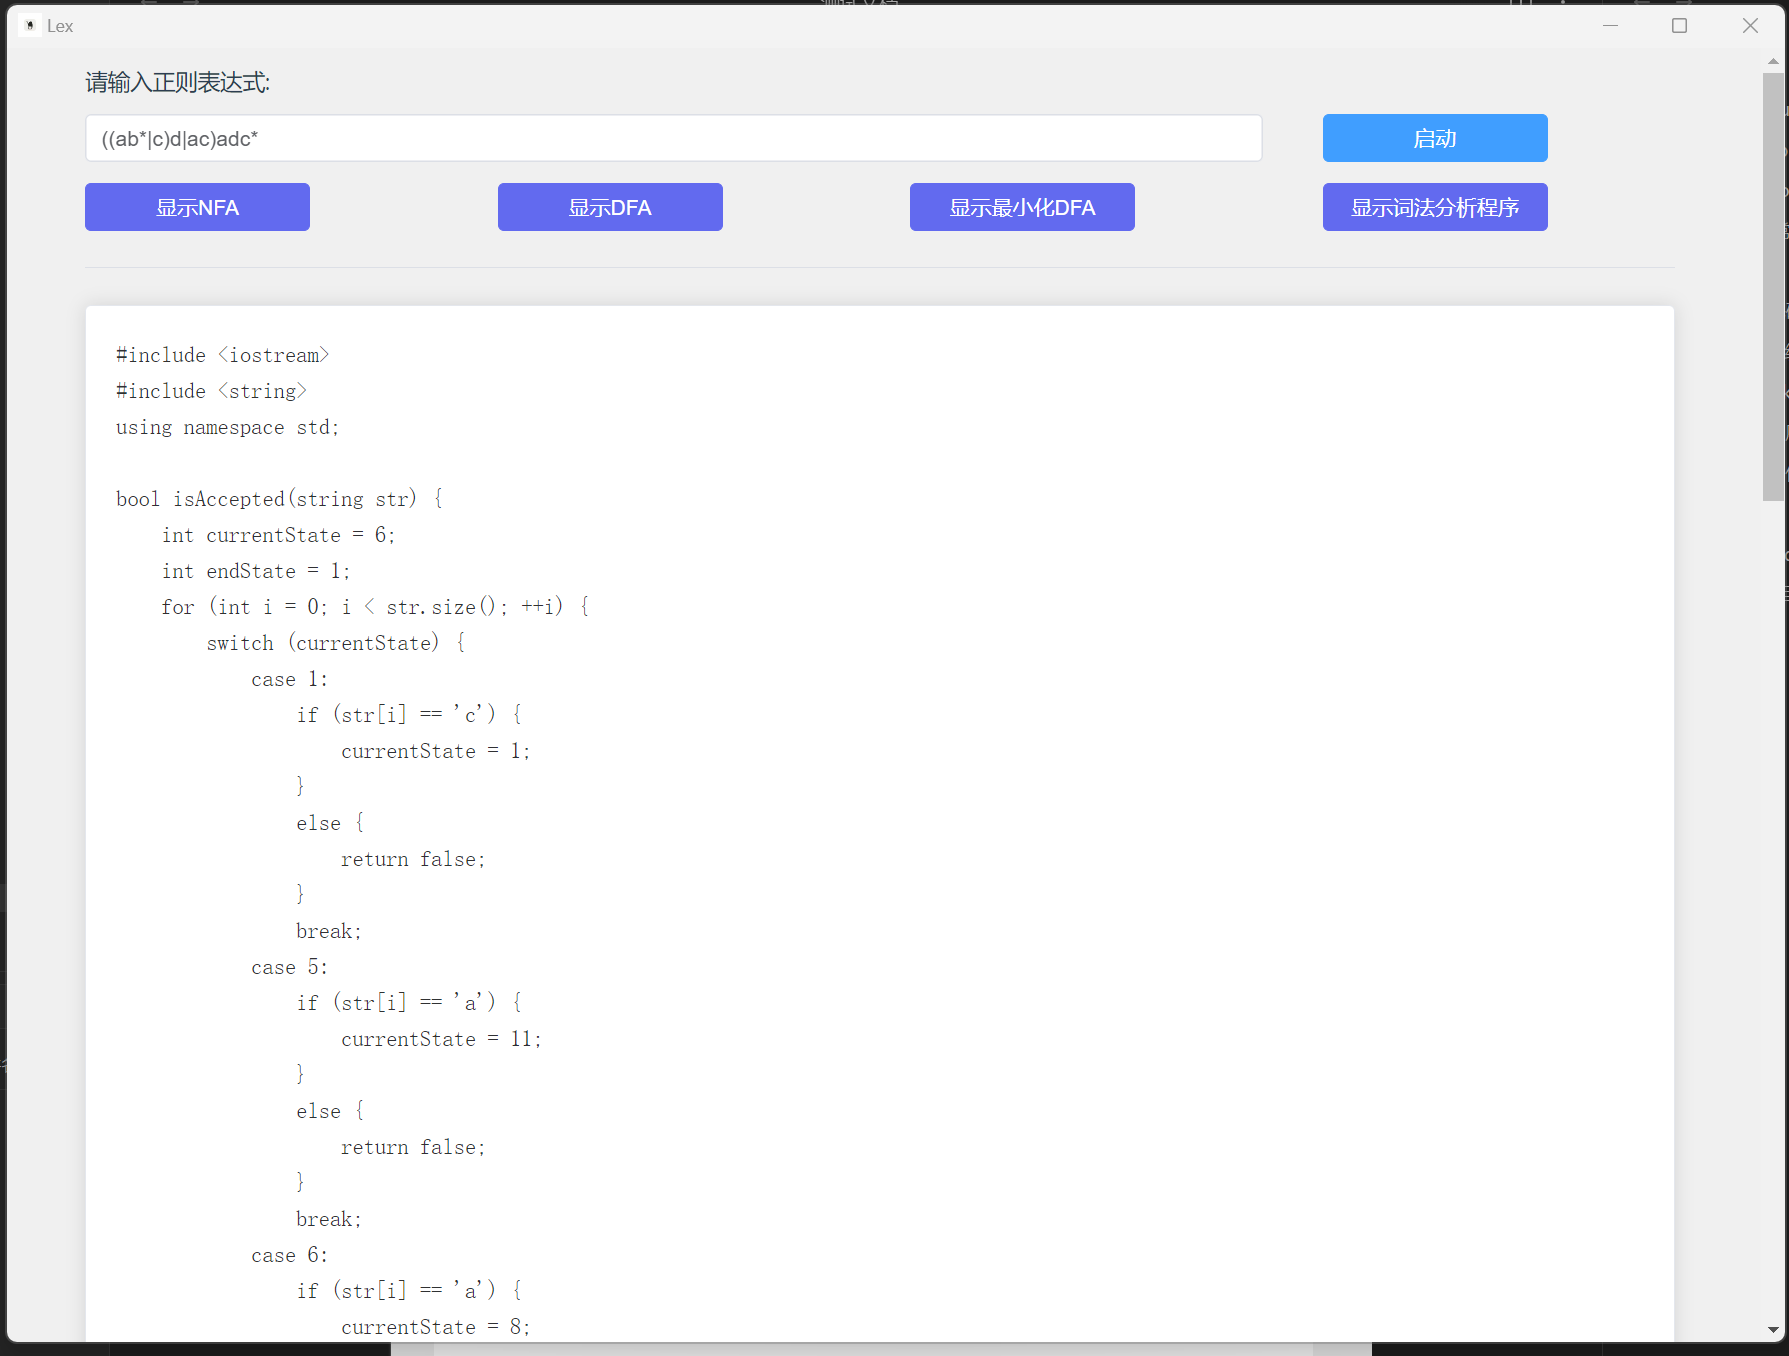 Lex
请输入正则表达式:
((ab*|c)d|ac)adc*
启动
显示NFA
显示DFA
显示最小化DFA
显示词法分析程序
#include <iostream>
#include <string>
using namespace std;
bool isAccepted(string str) {
int currentState = 6;
int endState = 1;
for (int i = 0; i < str.size(); ++i) {
switch (currentState) {
case 1:
if (str[i] == 'c') {
currentState = 1;
}
else {
return false;
}
break;
case 5:
if (str[i] == 'a') {
currentState = 11;
}
else {
return false;
}
break;
case 6:
if (str[i] == 'a') {
currentState = 8;